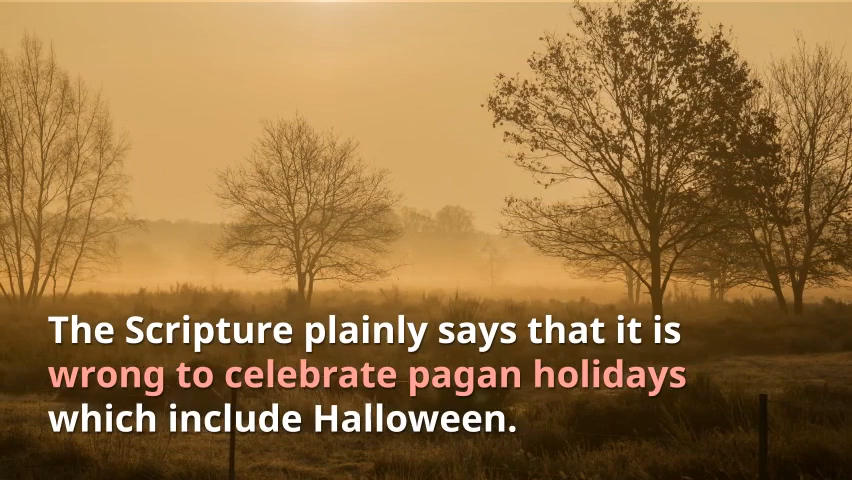 The Scripture plainly says that it is
wrong to celebrate pagan holidays
which include Halloween.